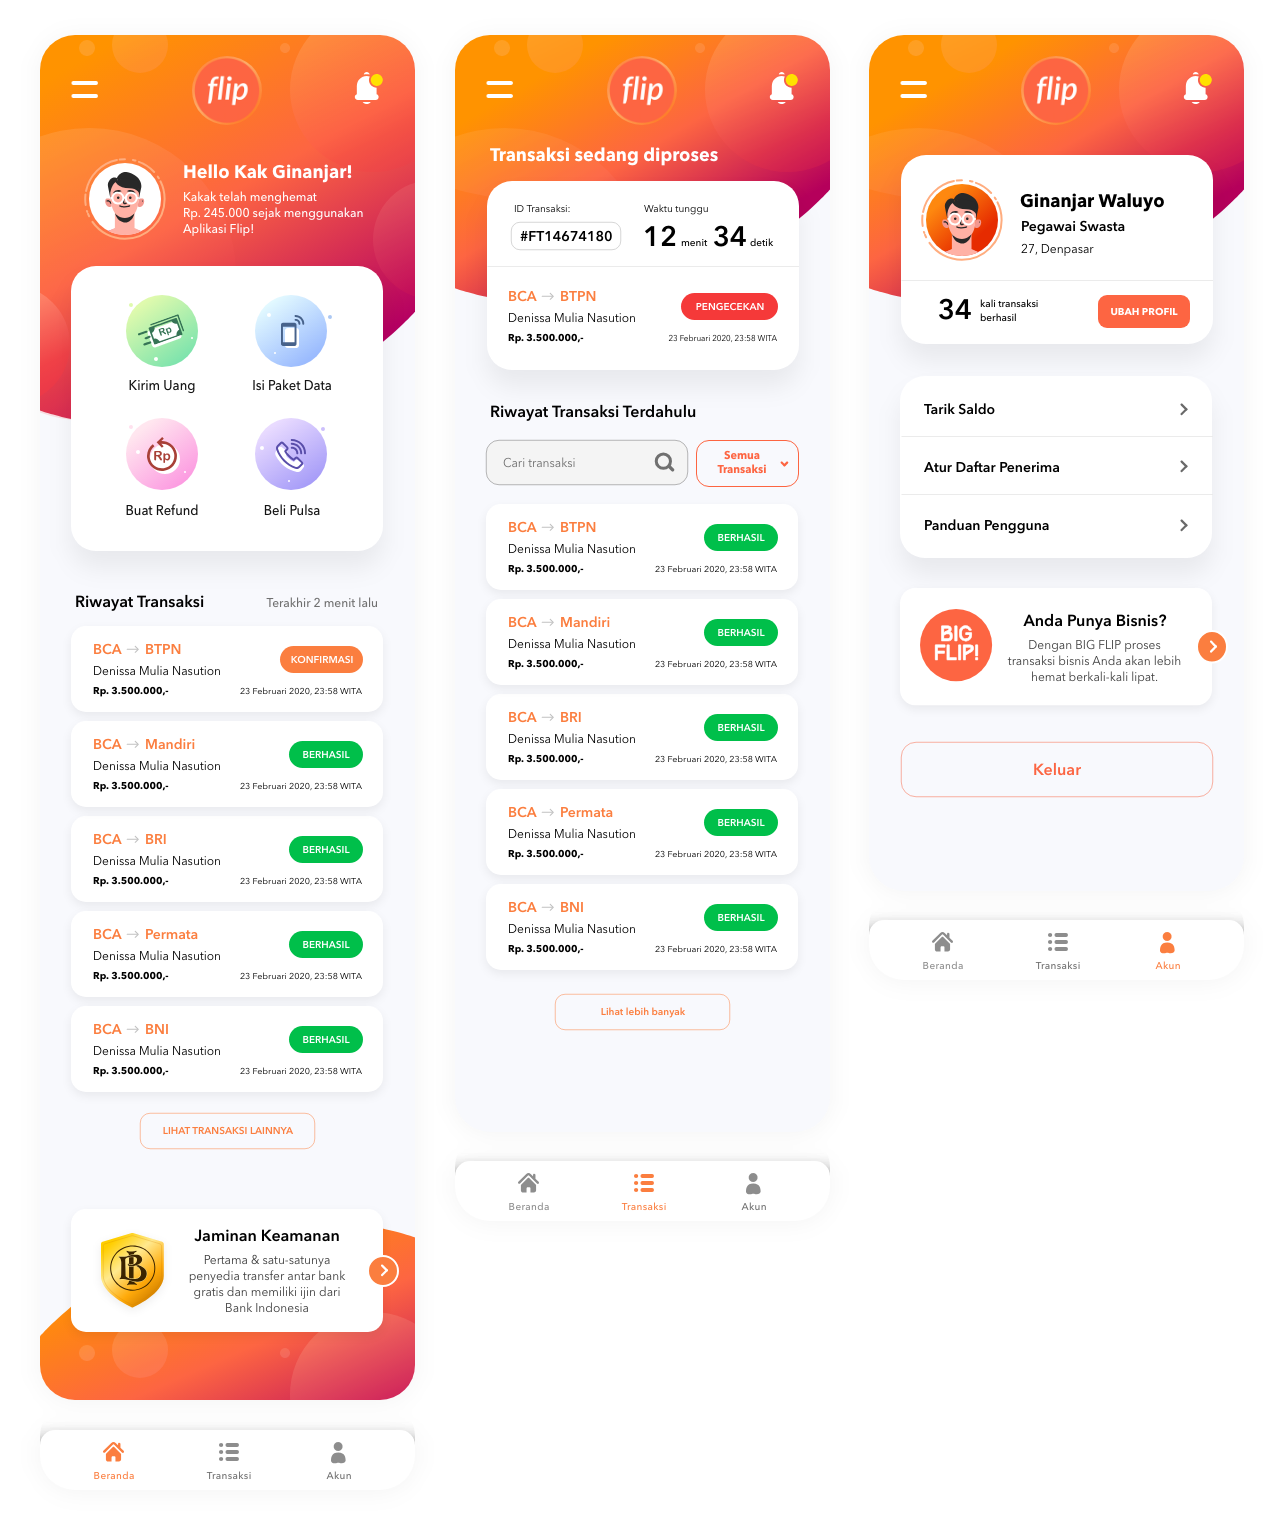 flip
Hello Kak Ginanjar!
Kakak telah menghemat
Rp. 245.000 sejak menggunakan
Aplikasi Flip!
Rp
Kirim Uang
Isi Paket Data
Rp
Buat Refund
Beli Pulsa
Riwayat Transaksi
Terakhir 2 menit lalu
BCA → BTPN
Denissa Mulia Nasution
Rp. 3.500.000,-
KONFIRMASI
23 Februari 2020, 23:58 WITA
BCA → Mandiri
Denissa Mulia Nasution
Rp. 3.500.000,-
BERHASIL
23 Februari 2020, 23:58 WITA
BCA → BRI
Denissa Mulia Nasution
Rp. 3.500.000,-
BERHASIL
23 Februari 2020, 23:58 WITA
BCA → Permata
Denissa Mulia Nasution
Rp. 3.500.000,-
BERHASIL
23 Februari 2020, 23:58 WITA
BCA → BNI
Denissa Mulia Nasution
Rp. 3.500.000,-
BERHASIL
23 Februari 2020, 23:58 WITA
LIHAT TRANSAKSI LAINNYA
Jaminan Keamanan
Pertama & satu-satunya
penyedia transfer antar bank
gratis dan memiliki ijin dari
Bank Indonesia
Beranda
Transaksi
Akun
flip
Transaksi sedang diproses
ID Transaksi:
#FT14674180
Waktu tunggu
12 menit 34 detik
BCA → BTPN
Denissa Mulia Nasution
Rp. 3.500.000,-
PENGECEKAN
23 Februari 2020, 23:58 WITA
Riwayat Transaksi Terdahulu
Cari transaksi
Semua
Transaksi
BCA → BTPN
Denissa Mulia Nasution
Rp. 3.500.000,-
BERHASIL
23 Februari 2020, 23:58 WITA
BCA → Mandiri
Denissa Mulia Nasution
Rp. 3.500.000,-
BERHASIL
23 Februari 2020, 23:58 WITA
BCA → BRI
Denissa Mulia Nasution
Rp. 3.500.000,-
BERHASIL
23 Februari 2020, 23:58 WITA
BCA → Permata
Denissa Mulia Nasution
Rp. 3.500.000,-
BERHASIL
23 Februari 2020, 23:58 WITA
BCA → BNI
Denissa Mulia Nasution
Rp. 3.500.000,-
BERHASIL
23 Februari 2020, 23:58 WITA
Lihat lebih banyak
Beranda
Transaksi
Akun
flip
Ginanjar Waluyo
Pegawai Swasta
27, Denpasar
34 kali transaksi
berhasil
UBAH PROFIL
Tarik Saldo
Atur Daftar Penerima
Panduan Pengguna
BIG
FLIP!
Anda Punya Bisnis?
Dengan BIG FLIP proses
transaksi bisnis Anda akan lebih
hemat berkali-kali lipat.
Keluar
Beranda
Transaksi
Akun